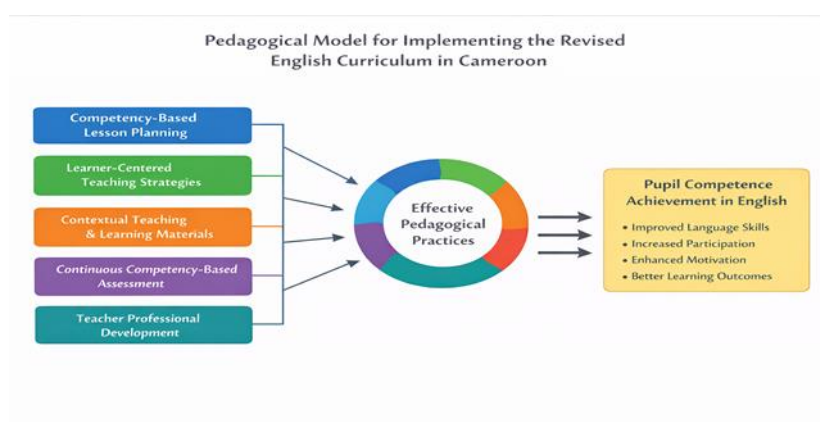 Pedagogical Model for Implementing the Revised
English Curriculum in Cameroon
Competency-Based
Lesson Planning
Learner-Centered
Teaching Strategies
Contextual Teaching
& Learning Materials
Continuous Competency-Based
Assessment
Teacher Professional
Development
Effective
Pedagogical
Practices
Pupil Competence
Achievement in English
• Improved Language Skills
• Increased Participation
• Enhanced Motivation
• Better Learning Outcomes